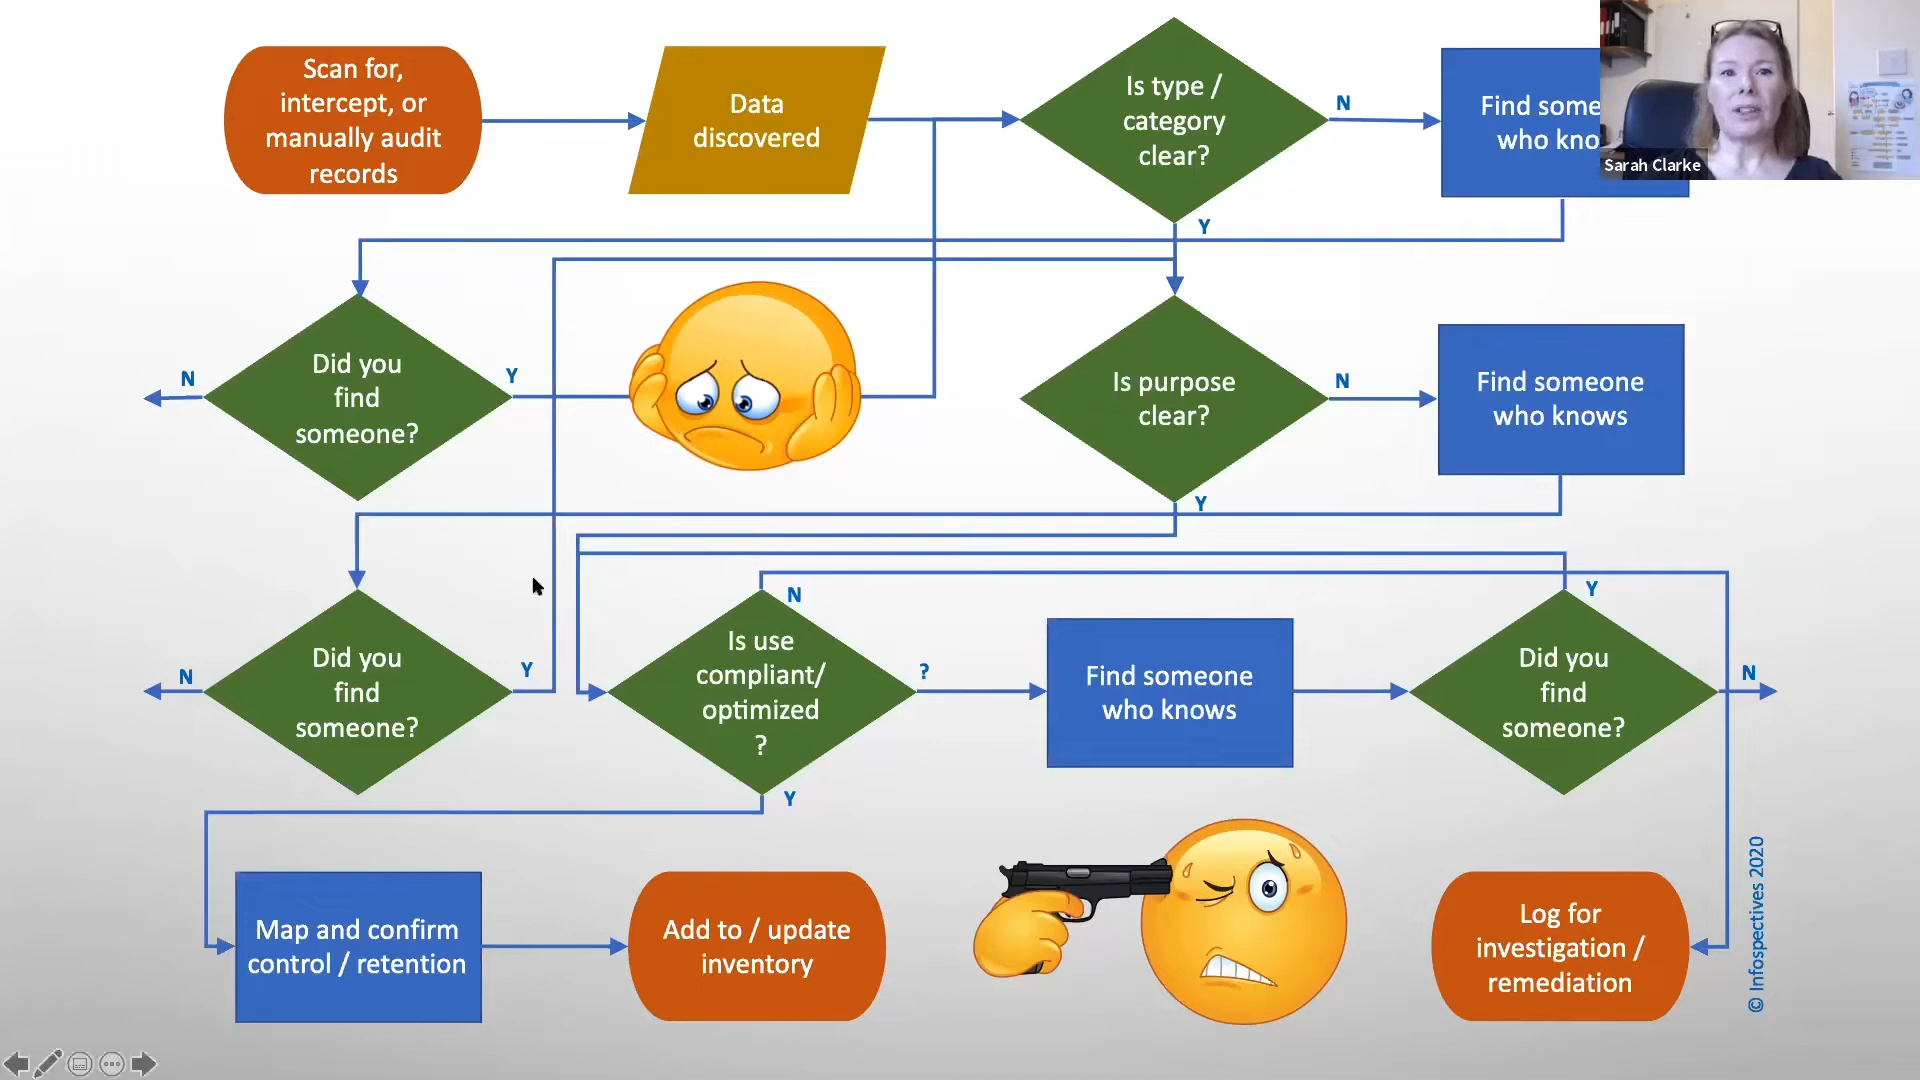 Scan for,
intercept, or
manually audit
records
Data
discovered
Is type /
category
clear?
N
Find some
who kno
Sarah Clarke
Y
Did you
find
someone?
N
Y
Is purpose
clear?
N
Find someone
who knows
Y
Did you
find
someone?
N
Y
Is use
compliant/
optimized
?
N
?
Find someone
who knows
Did you
find
someone?
Y
N
Y
Map and confirm
control / retention
Add to / update
inventory
Log for
investigation /
remediation
© Infospectives 2020